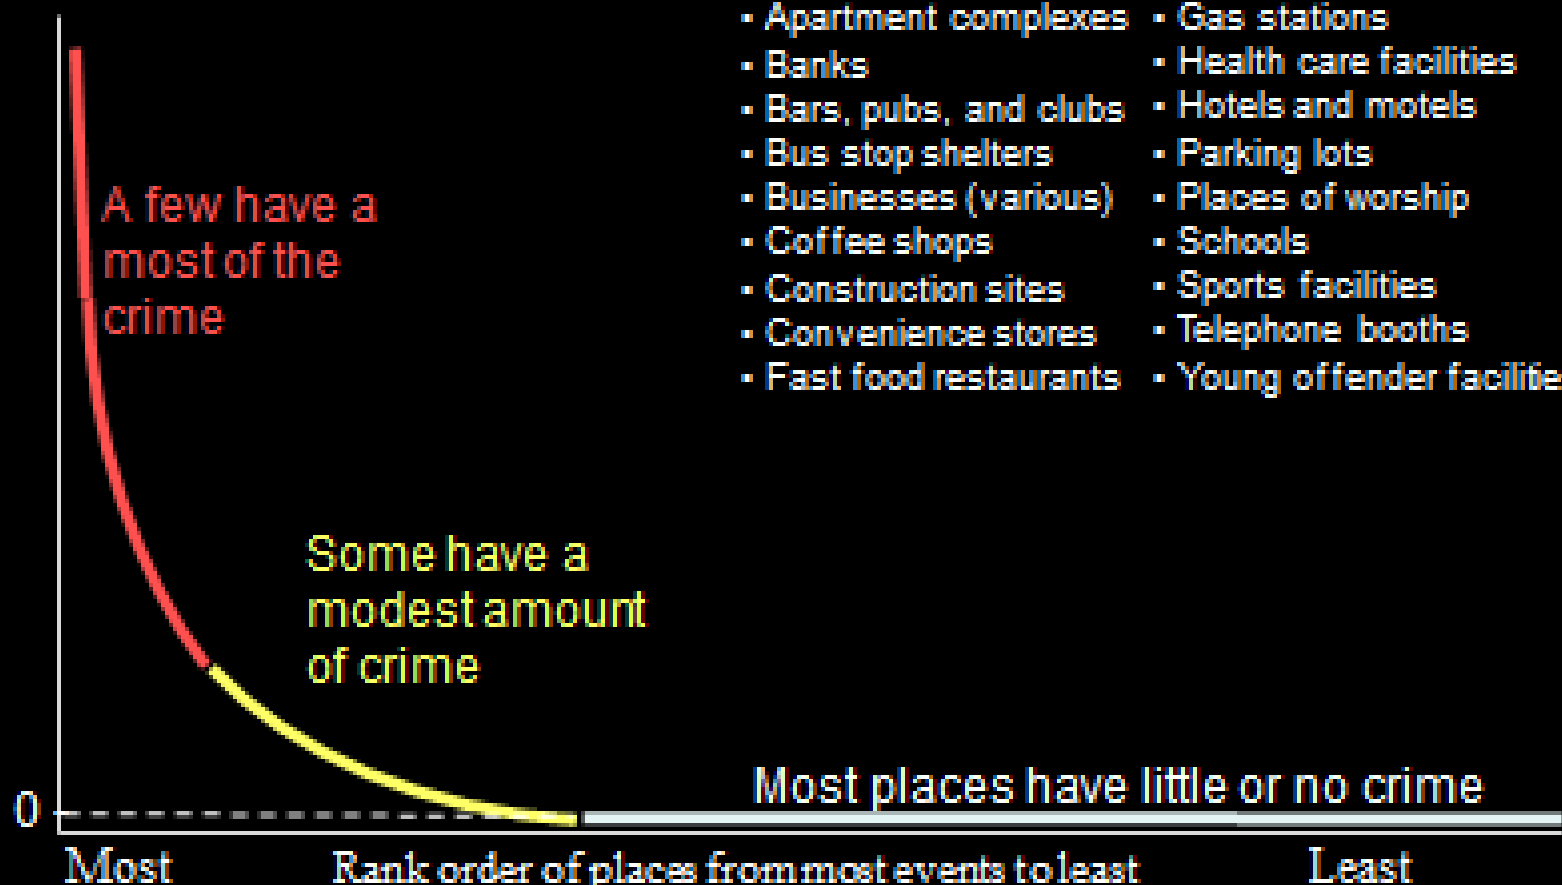 • Apartment complexes
• Banks
• Bars, pubs, and clubs
• Bus stop shelters
• Businesses (various)
• Coffee shops
• Construction sites
• Convenience stores
• Fast food restaurants
• Gas stations
• Health care facilities
• Hotels and motels
• Parking lots
• Places of worship
• Schools
• Sports facilities
• Telephone booths
• Young offender facilitie
A few have a
most of the
crime
Some have a
modest amount
of crime
Most places have little or no crime
0
Most
Rank order of places from most events to least
Least